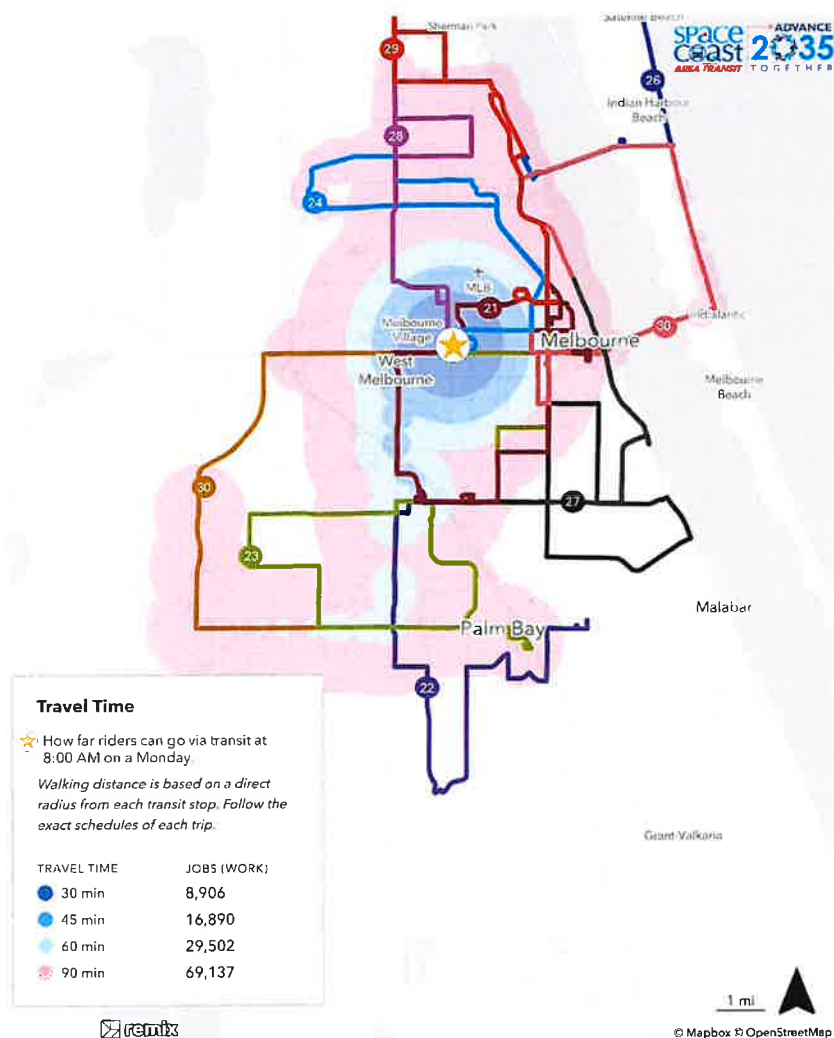 Sherman Park
space
coast
AREA TRANSIT
ADVANCE
2035
TOGETHER
29
26
Indian Harbour
Beach
28
24
MLB
21
Melbourne
Village
30
Indialantic
Melbourne
West
Melbourne
Melbourne
Beach
30
27
23
Malabar
Palm Bay
22
Travel Time
How far riders can go via transit at
8:00 AM on a Monday.
Walking distance is based on a direct
radius from each transit stop. Follow the
exact schedules of each trip.
TRAVEL TIME JOBS (WORK)
30 min 8,906
45 min 16,890
60 min 29,502
90 min 69,137
Grant-Valkaria
1 mi
remix
© Mapbox © OpenStreetMap